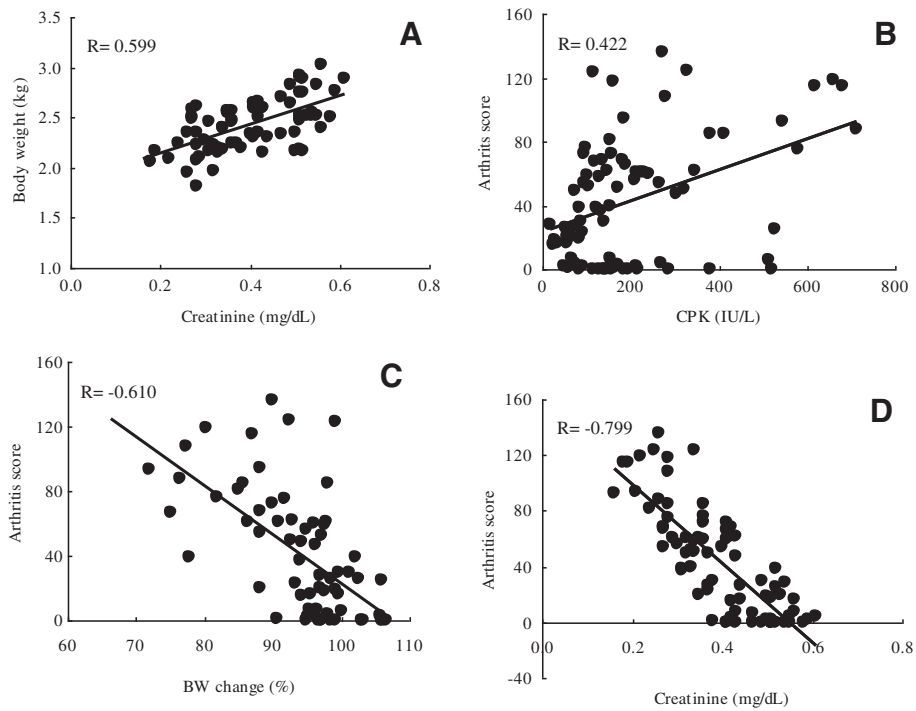 3.5
A
R= 0.599
3.0
2.5
2.0
1.5
1.0
Body weight (kg)
0.0 0.2 0.4 0.6 0.8
Creatinine (mg/dL)
160
B
R= 0.422
120
80
40
0
Arthrits score
0 200 400 600 800
CPK (IU/L)
160
C
R= -0.610
120
80
40
0
Arthritis score
60 70 80 90 100 110
BW change (%)
160
D
R= -0.799
120
80
40
0
-40
Arthritis score
0.0 0.2 0.4 0.6 0.8
Creatinine (mg/dL)